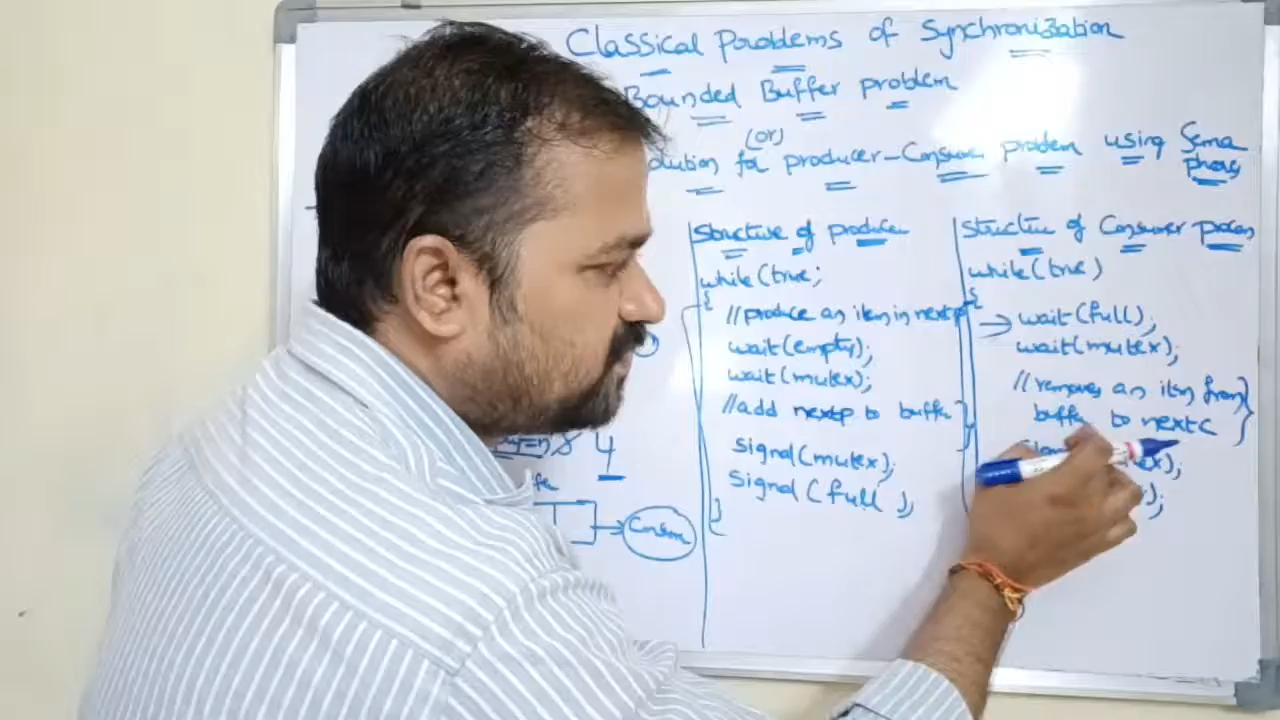 Classical Problems of Synchronization
Bounded Buffer problem
(or)
for producer-Consumer problem using Sema
phores
Structure of producer
while(true;
{
//produce an item in nextp
wait(empty);
wait(mutex);
//add nextp to buffer
signal(mutex);
signal(full);
}
Structure of Consumer process
while(true)
{
wait(full);
wait(mutex);
//removes an item from
buffer to nextc
4
Consum